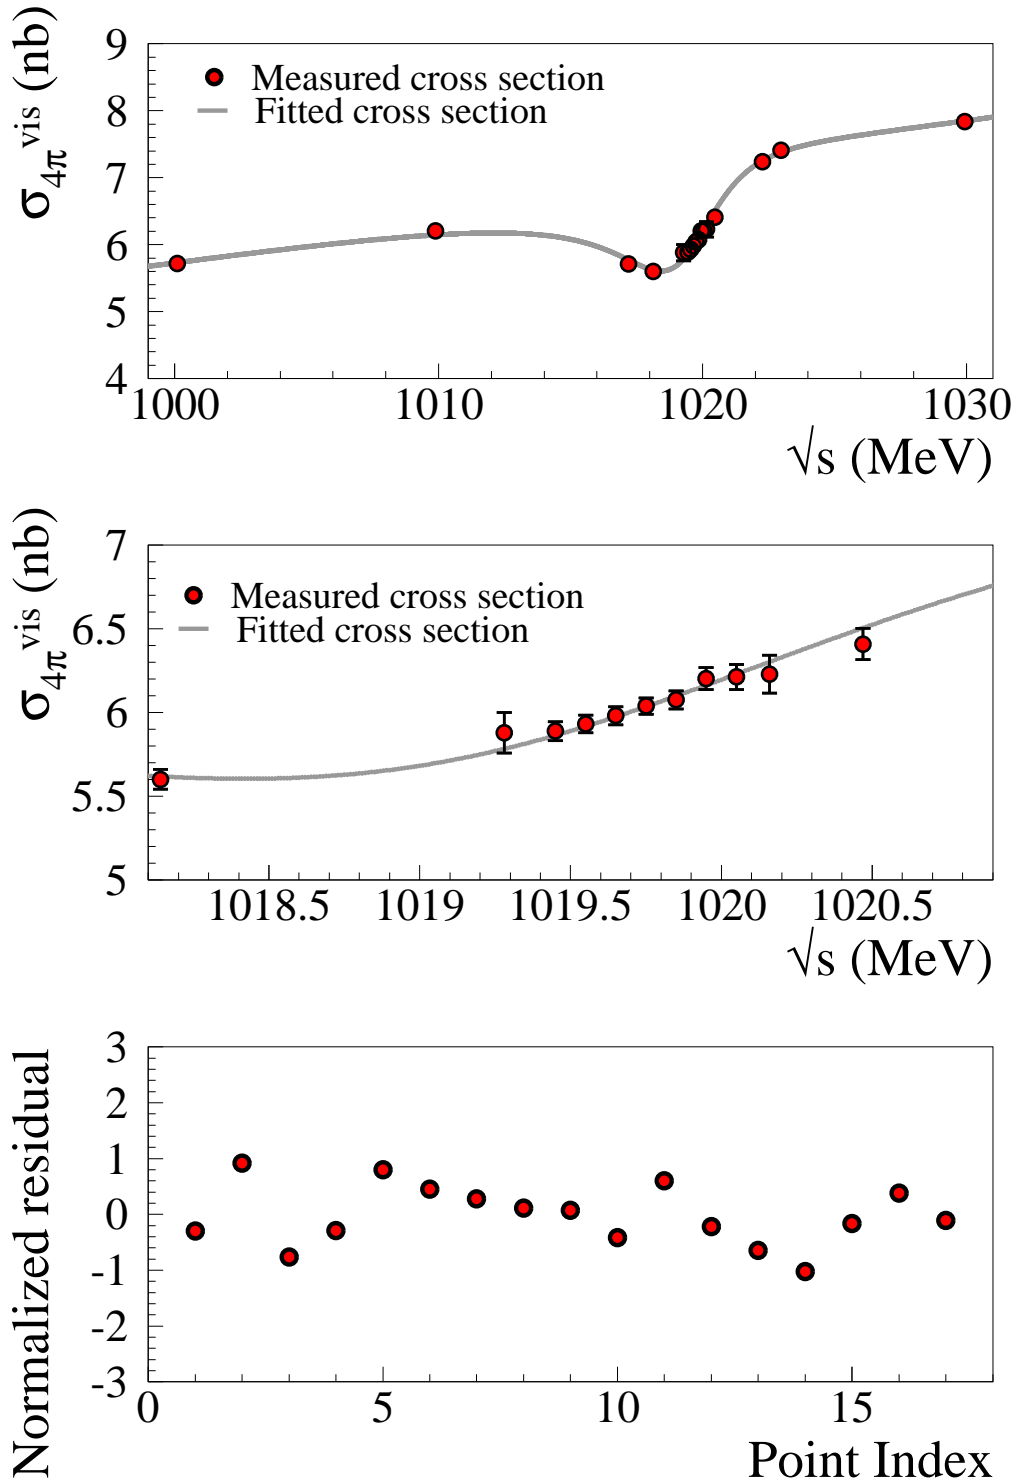 σ4π^vis (nb)
9
8
7
6
5
4
Measured cross section
Fitted cross section
1000 1010 1020 1030
√s (MeV)
σ4π^vis (nb)
7
6.5
6
5.5
5
Measured cross section
Fitted cross section
1018.5 1019 1019.5 1020 1020.5
√s (MeV)
Normalized residual
3
2
1
0
-1
-2
-3
0 5 10 15
Point Index